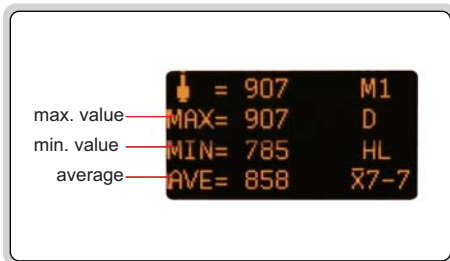 = 907 M1
max. value MAX= 907 D
min. value MIN= 785 HL
average AVE= 858 X̄7-7